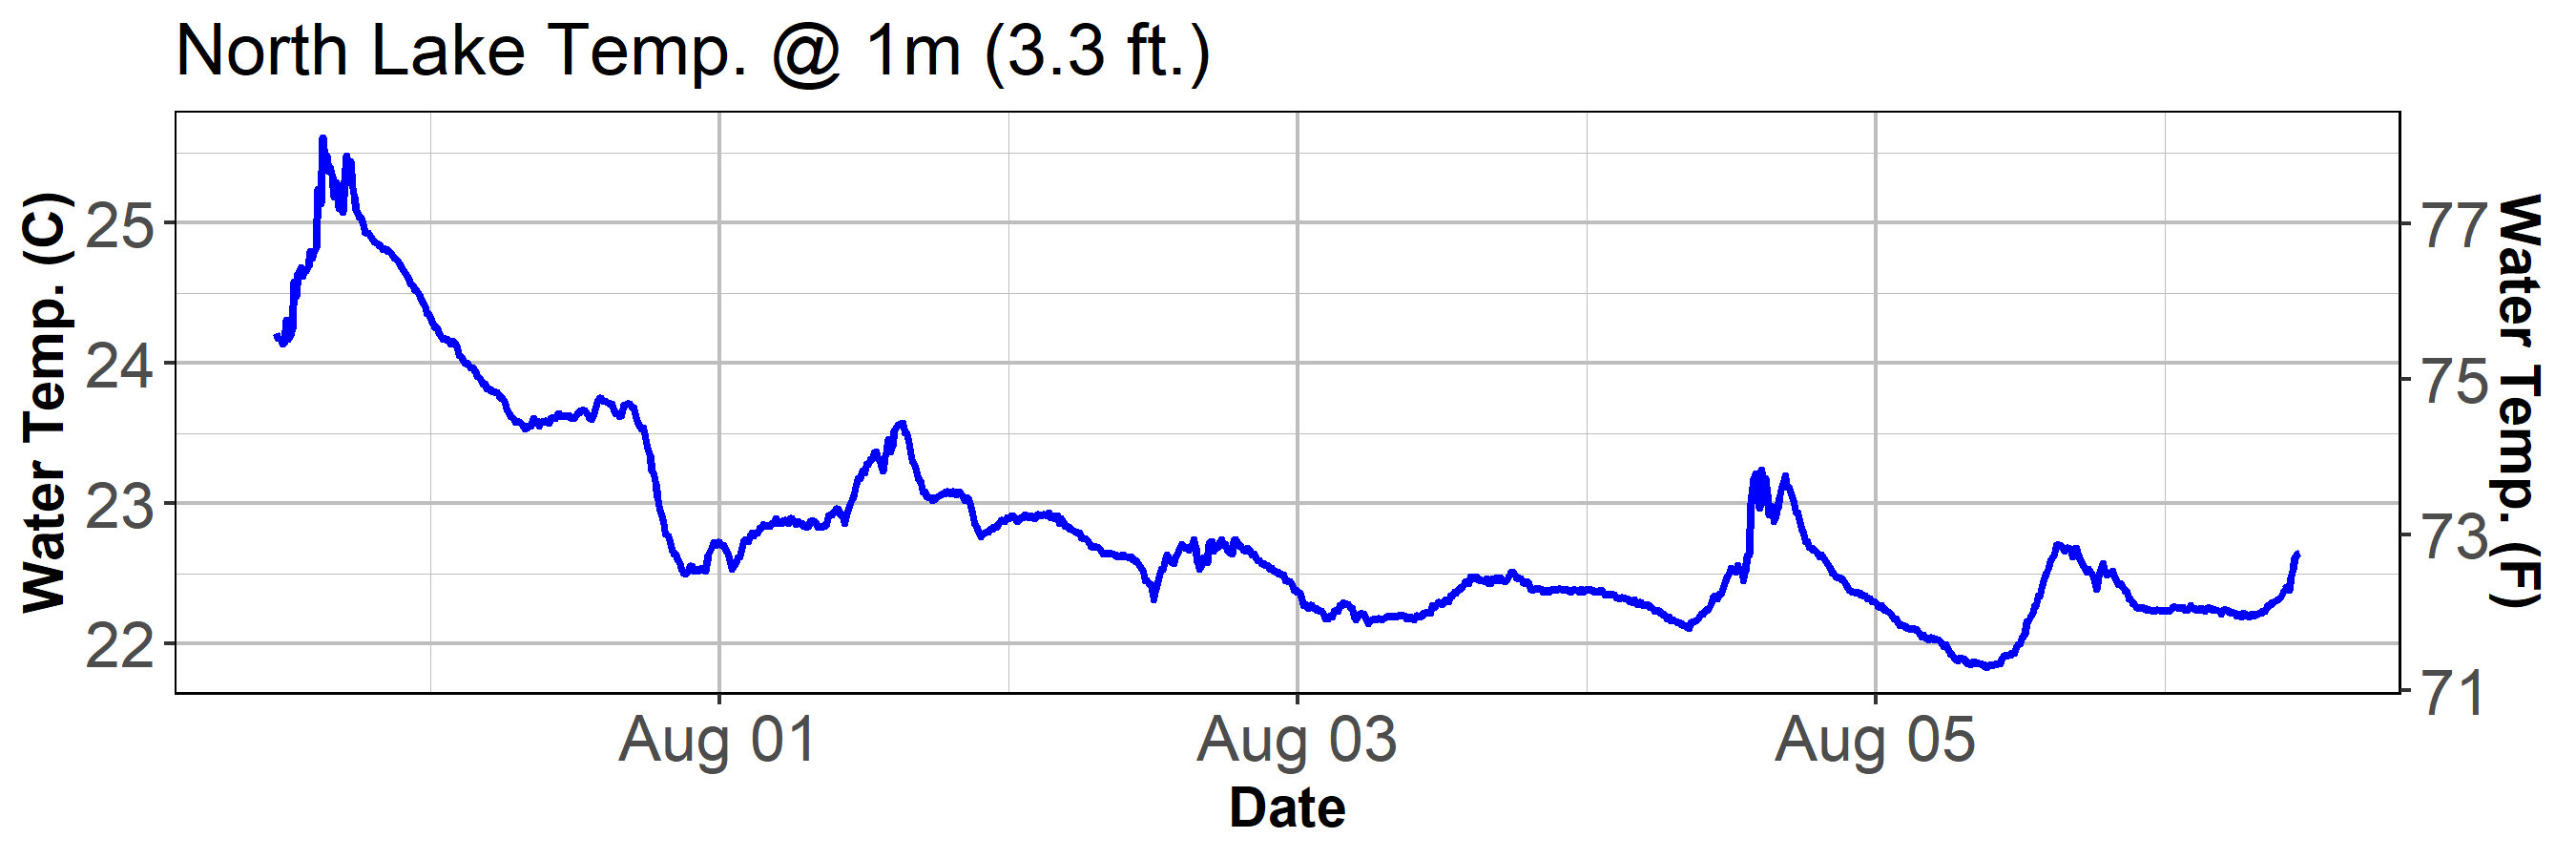 North Lake Temp. @ 1m (3.3 ft.)
Water Temp. (C)
25
24
23
22
77
75
73
71
Water Temp. (F)
Aug 01
Aug 03
Aug 05
Date